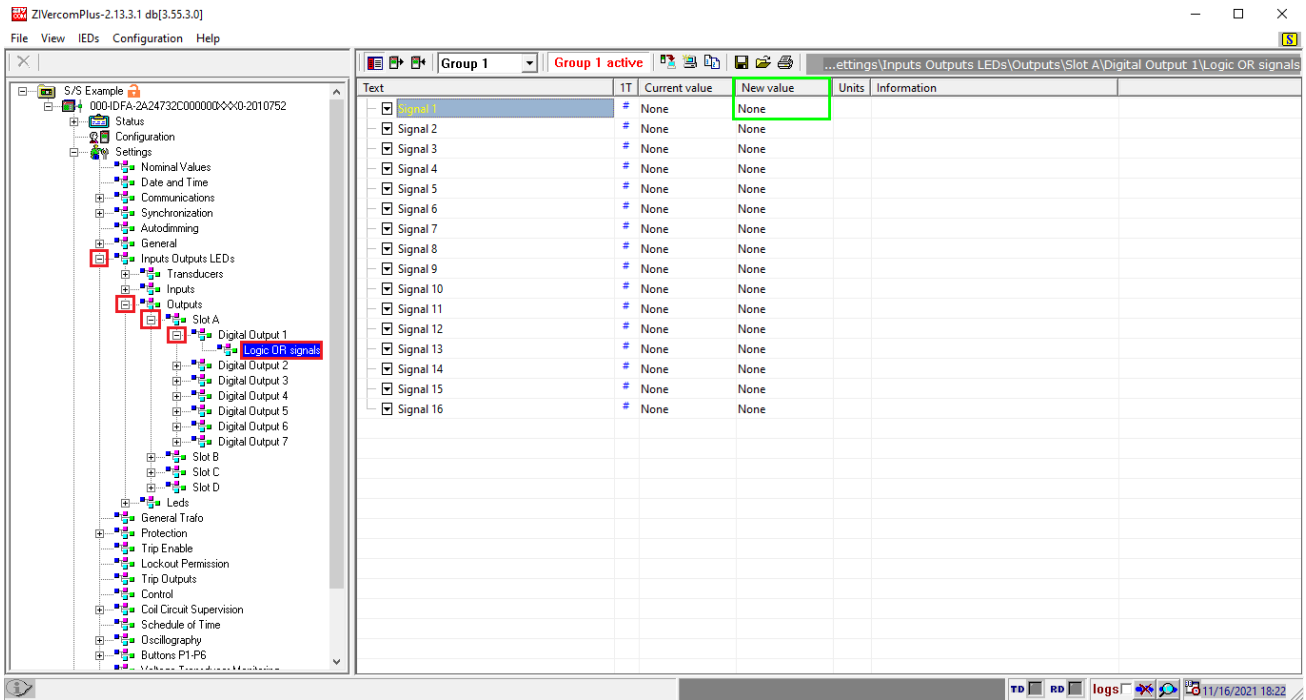 ZIVercomPlus-2.13.3.1 db[3.55.3.0]
File View IEDs Configuration Help
S
Group 1 Group 1 active ...ettings\Inputs Outputs LEDs\Outputs\Slot A\Digital Output 1\Logic OR signals
S/S Example
000-IDFA-2A24732C000000XXX0-2010752
Status
Configuration
Settings
Nominal Values
Date and Time
Communications
Synchronization
Autodimming
General
Inputs Outputs LEDs
Transducers
Inputs
Outputs
Slot A
Digital Output 1
Logic OR signals
Digital Output 2
Digital Output 3
Digital Output 4
Digital Output 5
Digital Output 6
Digital Output 7
Slot B
Slot C
Slot D
Leds
General Trafo
Protection
Trip Enable
Lockout Permission
Trip Outputs
Control
Coil Circuit Supervision
Schedule of Time
Oscillography
Buttons P1-P6
Text 1T Current value New value Units Information
Signal 1 # None None
Signal 2 # None None
Signal 3 # None None
Signal 4 # None None
Signal 5 # None None
Signal 6 # None None
Signal 7 # None None
Signal 8 # None None
Signal 9 # None None
Signal 10 # None None
Signal 11 # None None
Signal 12 # None None
Signal 13 # None None
Signal 14 # None None
Signal 15 # None None
Signal 16 # None None
TD RD logs 11/16/2021 18:22